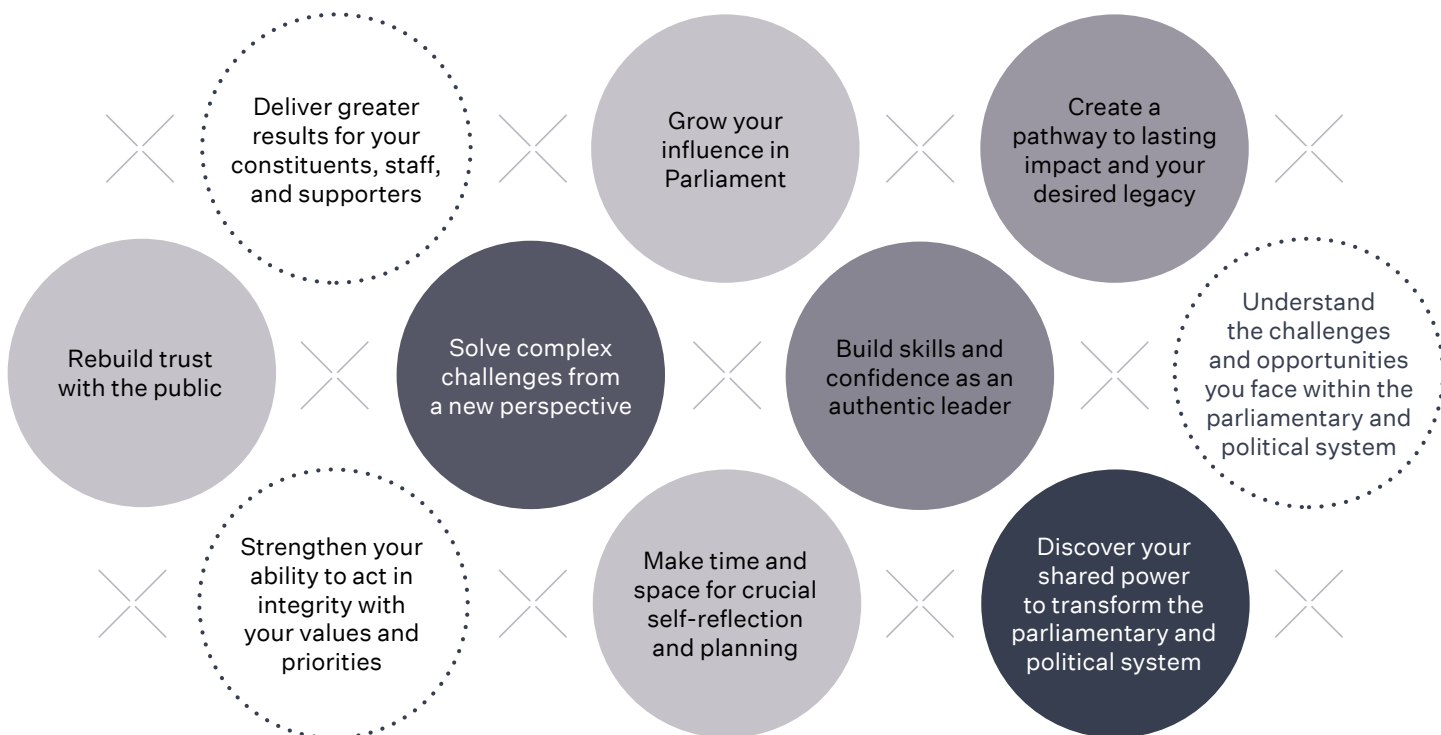 Deliver greater
results for your
constituents, staff,
and supporters
Grow your
influence in
Parliament
Create a
pathway to lasting
impact and your
desired legacy
Rebuild trust
with the public
Solve complex
challenges from
a new perspective
Build skills and
confidence as an
authentic leader
Understand
the challenges
and opportunities
you face within the
parliamentary and
political system
Strengthen your
ability to act in
integrity with
your values and
priorities
Make time and
space for crucial
self-reflection
and planning
Discover your
shared power
to transform the
parliamentary and
political system